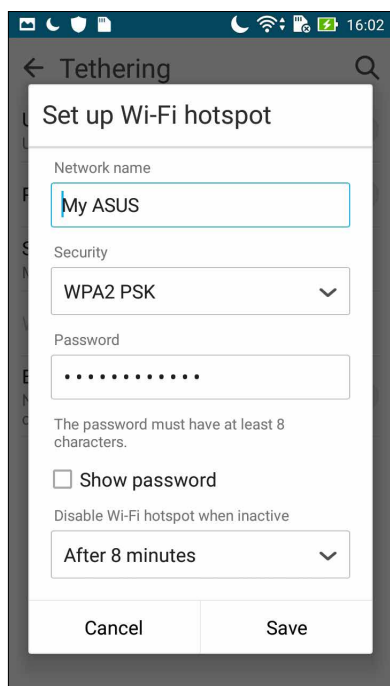 16:02
Tethering
Set up Wi-Fi hotspot
Network name
My ASUS
Security
WPA2 PSK
Password
••••••••••••
The password must have at least 8
characters.
Show password
Disable Wi-Fi hotspot when inactive
After 8 minutes
Cancel Save